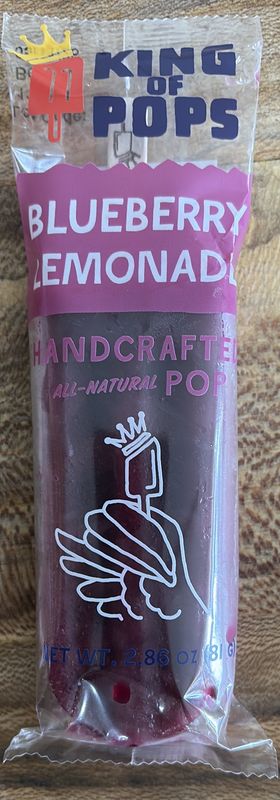 KING
OF
POPS
BLUEBERRY
LEMONADE
HANDCRAFTED
ALL-NATURAL POP
NET WT. 2.86 OZ (81 G